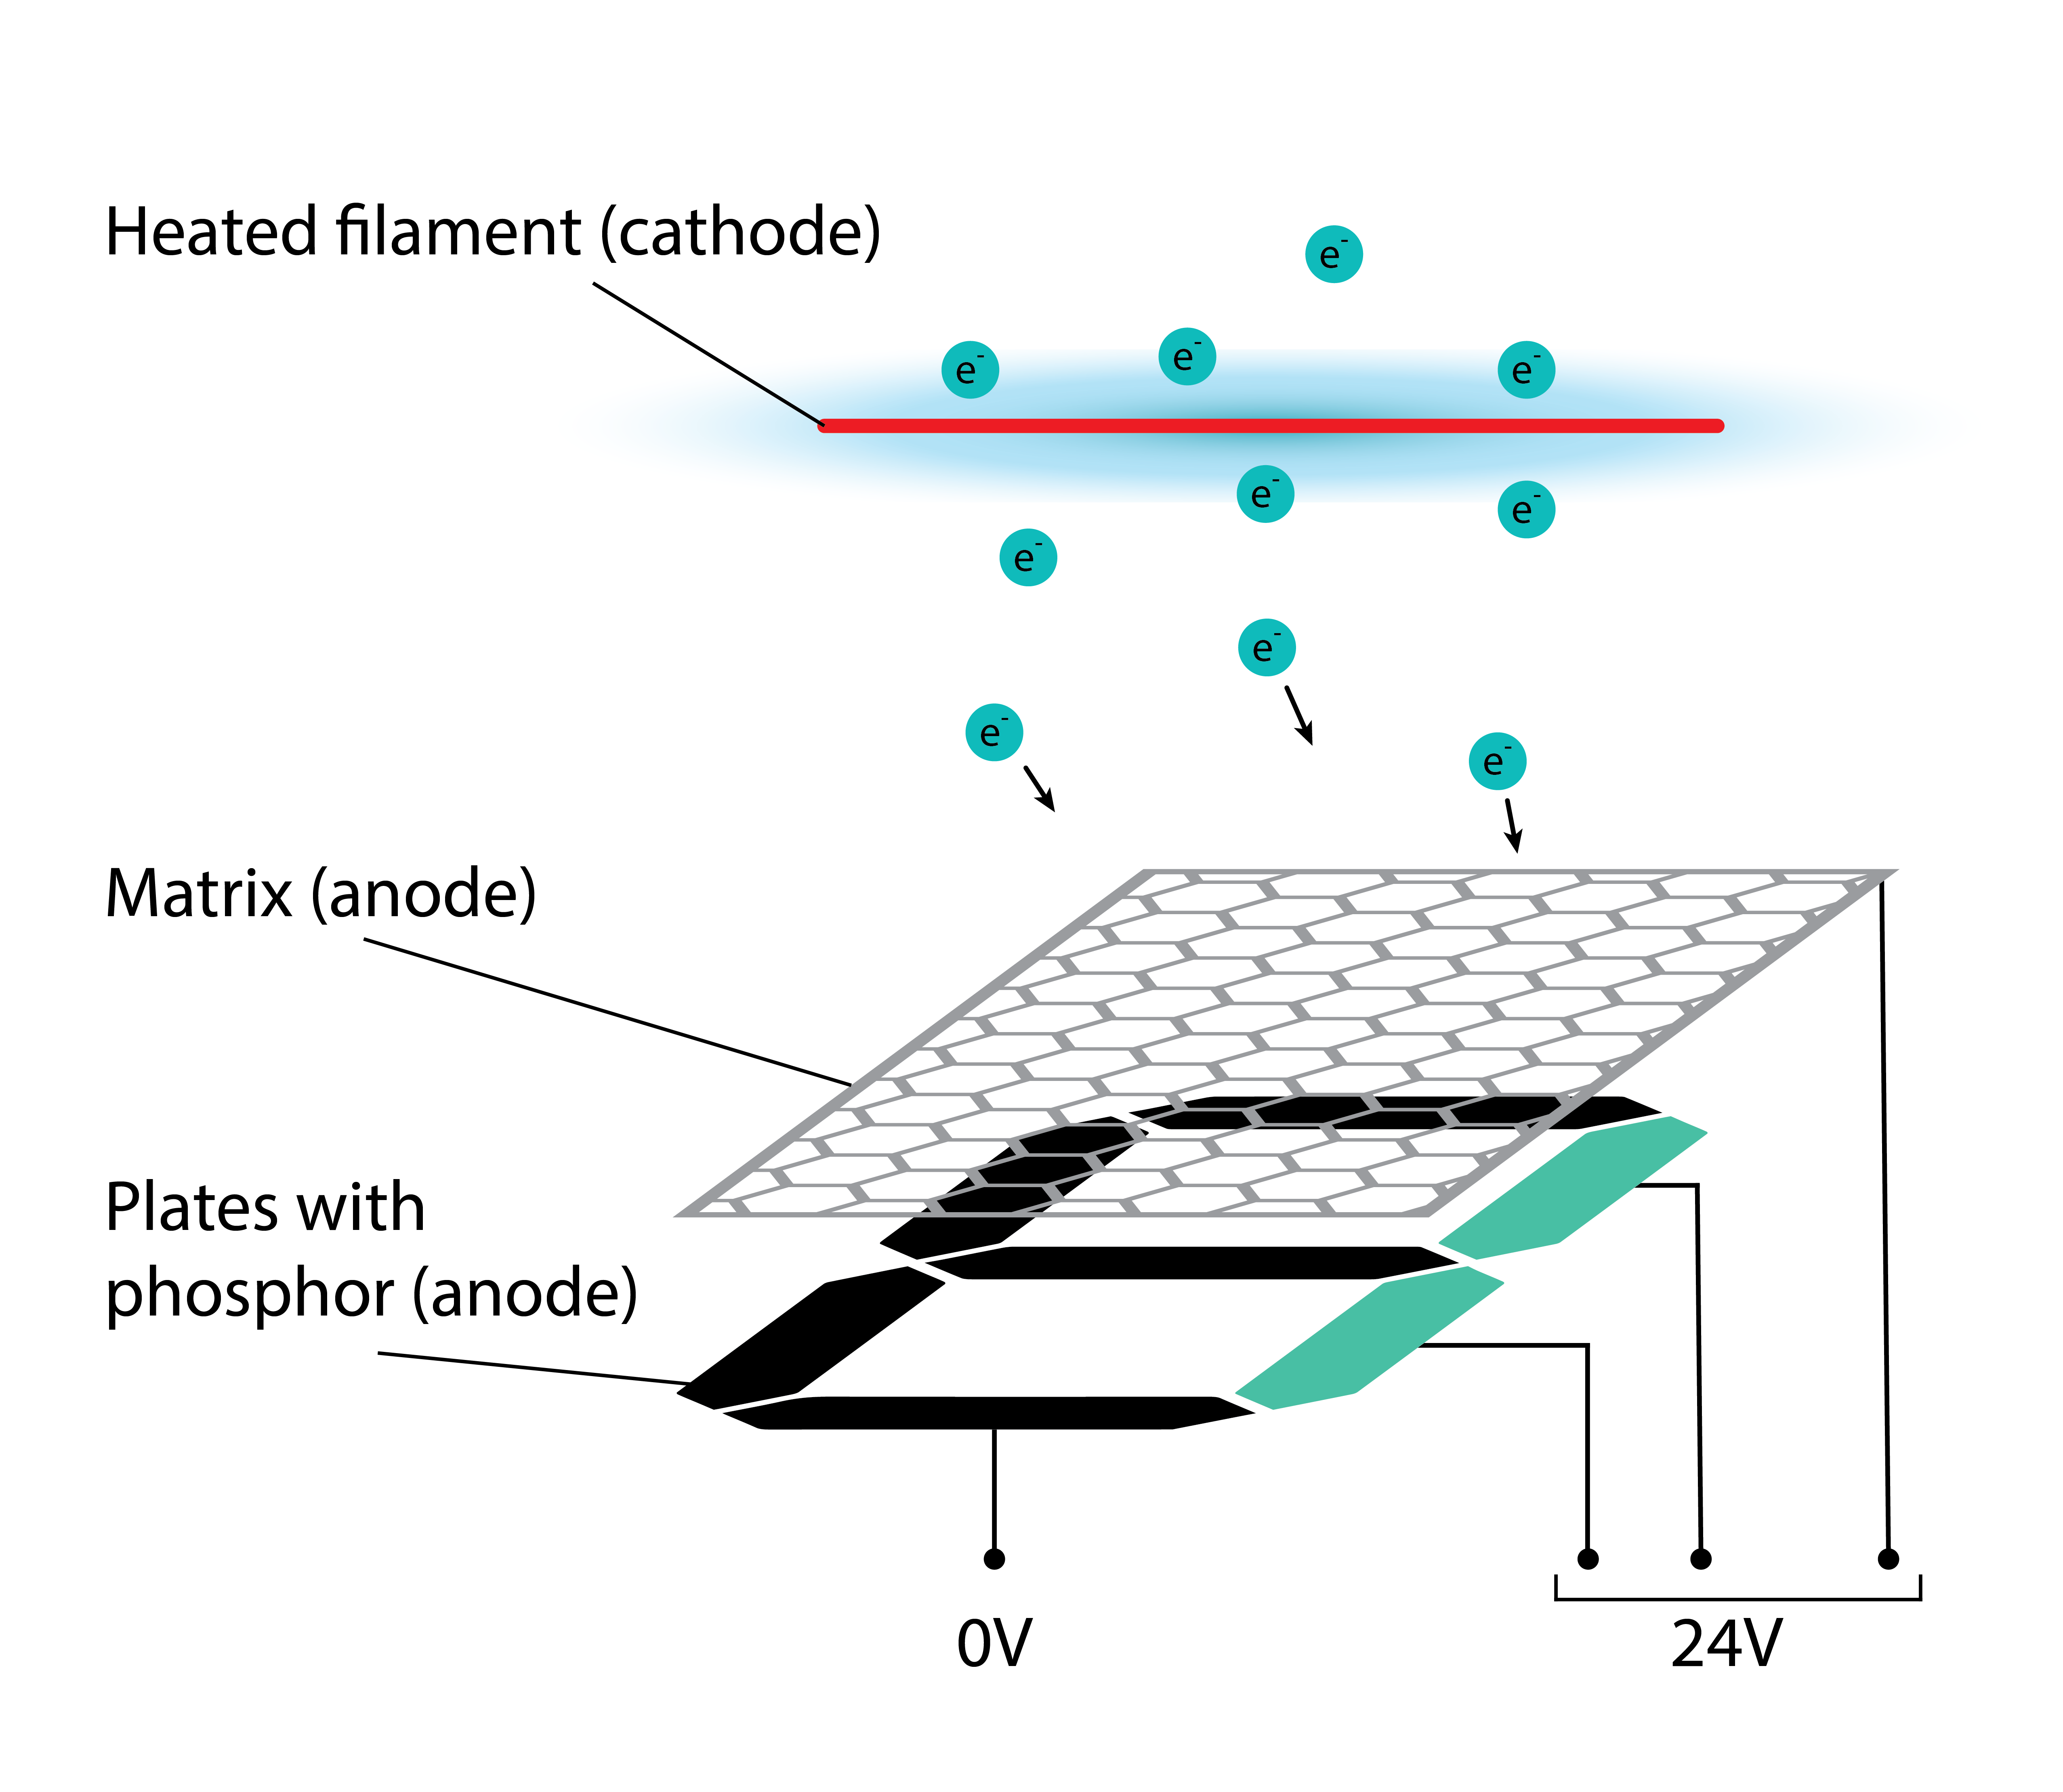 Heated filament (cathode)
e-
e-
e-
e-
e-
e-
e-
e-
e-
e-
Matrix (anode)
Plates with
phosphor (anode)
0V
24V